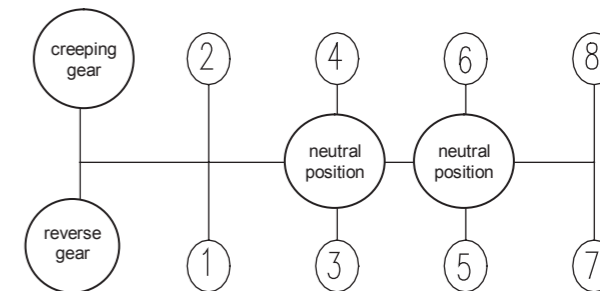 creeping
gear
2
4
6
8
neutral
position
neutral
position
reverse
gear
1
3
5
7